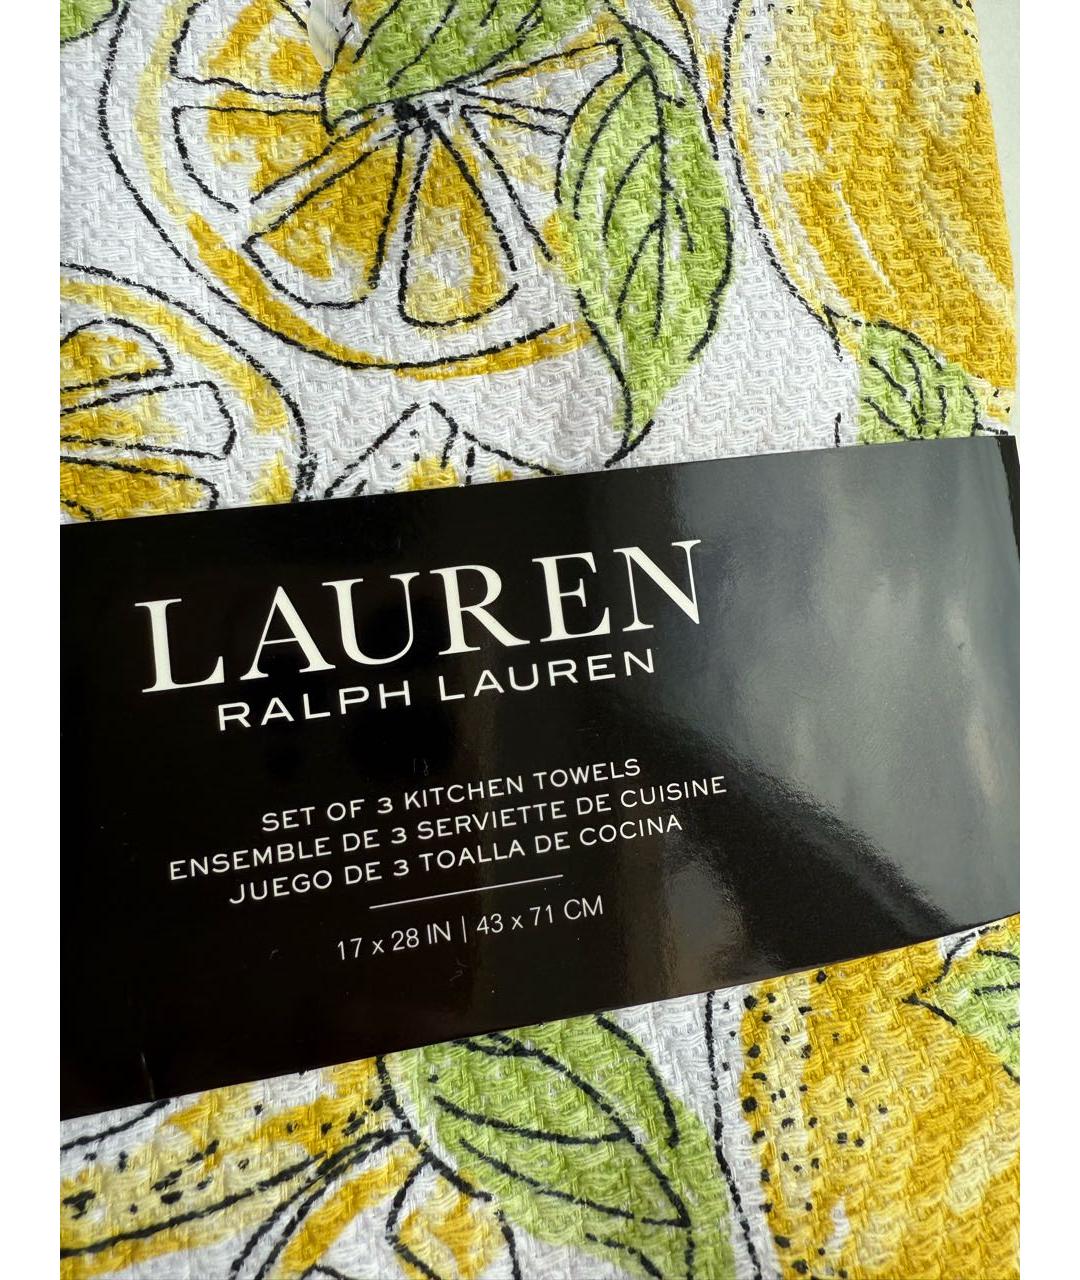 LAUREN
RALPH LAUREN
SET OF 3 KITCHEN TOWELS
ENSEMBLE DE 3 SERVIETTE DE CUISINE
JUEGO DE 3 TOALLA DE COCINA
17 x 28 IN | 43 x 71 CM